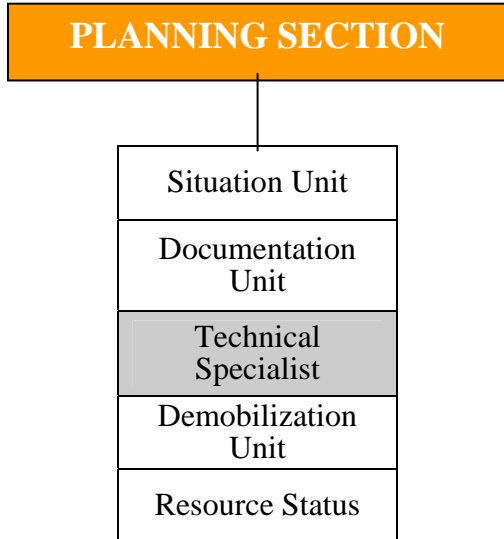 PLANNING SECTION
Situation Unit
Documentation
Unit
Technical
Specialist
Demobilization
Unit
Resource Status